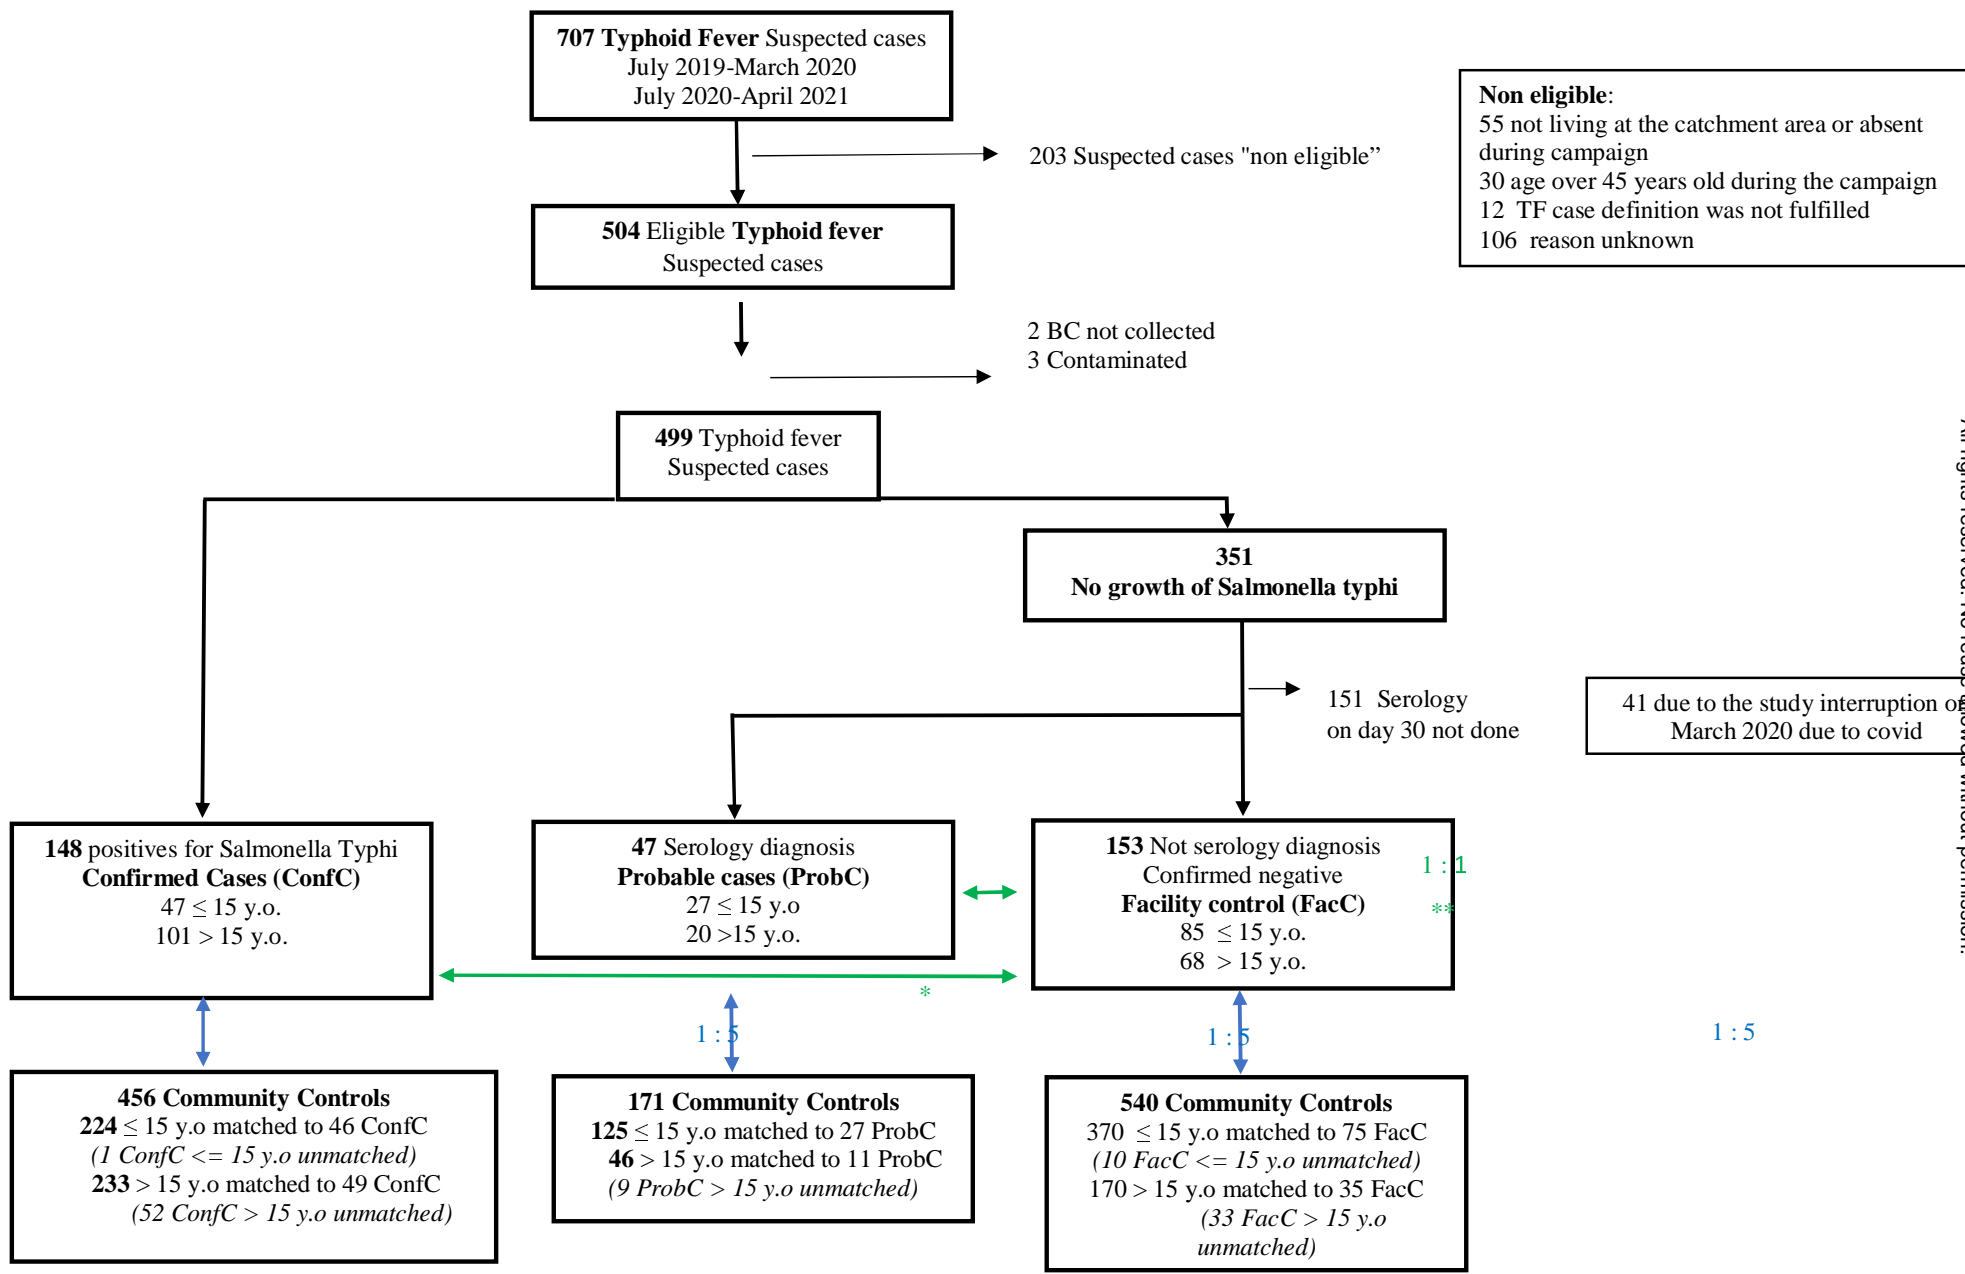 707 Typhoid Fever Suspected cases
July 2019-March 2020
July 2020-April 2021
Non eligible:
55 not living at the catchment area or absent
during campaign
30 age over 45 years old during the campaign
12 TF case definition was not fulfilled
106 reason unknown
203 Suspected cases "non eligible”
504 Eligible Typhoid fever
Suspected cases
2 BC not collected
3 Contaminated
499 Typhoid fever
Suspected cases
351
No growth of Salmonella typhi
151 Serology
on day 30 not done
41 due to the study interruption
March 2020 due to covid
148 positives for Salmonella Typhi
Confirmed Cases (ConfC)
47 ≤ 15 y.o.
101 > 15 y.o.
47 Serology diagnosis
Probable cases (ProbC)
27 ≤ 15 y.o
20 >15 y.o.
153 Not serology diagnosis
Confirmed negative
Facility control (FacC)
85 ≤ 15 y.o.
68 > 15 y.o.
1 : 1
**
*
1 : 5
1 : 5
1 : 5
456 Community Controls
224 ≤ 15 y.o matched to 46 ConfC
(1 ConfC <= 15 y.o unmatched)
233 > 15 y.o matched to 49 ConfC
(52 ConfC > 15 y.o unmatched)
171 Community Controls
125 ≤ 15 y.o matched to 27 ProbC
46 > 15 y.o matched to 11 ProbC
(9 ProbC > 15 y.o unmatched)
540 Community Controls
370 ≤ 15 y.o matched to 75 FacC
(10 FacC <= 15 y.o unmatched)
170 > 15 y.o matched to 35 FacC
(33 FacC > 15 y.o
unmatched)
rights reserved. No allowed without permission.